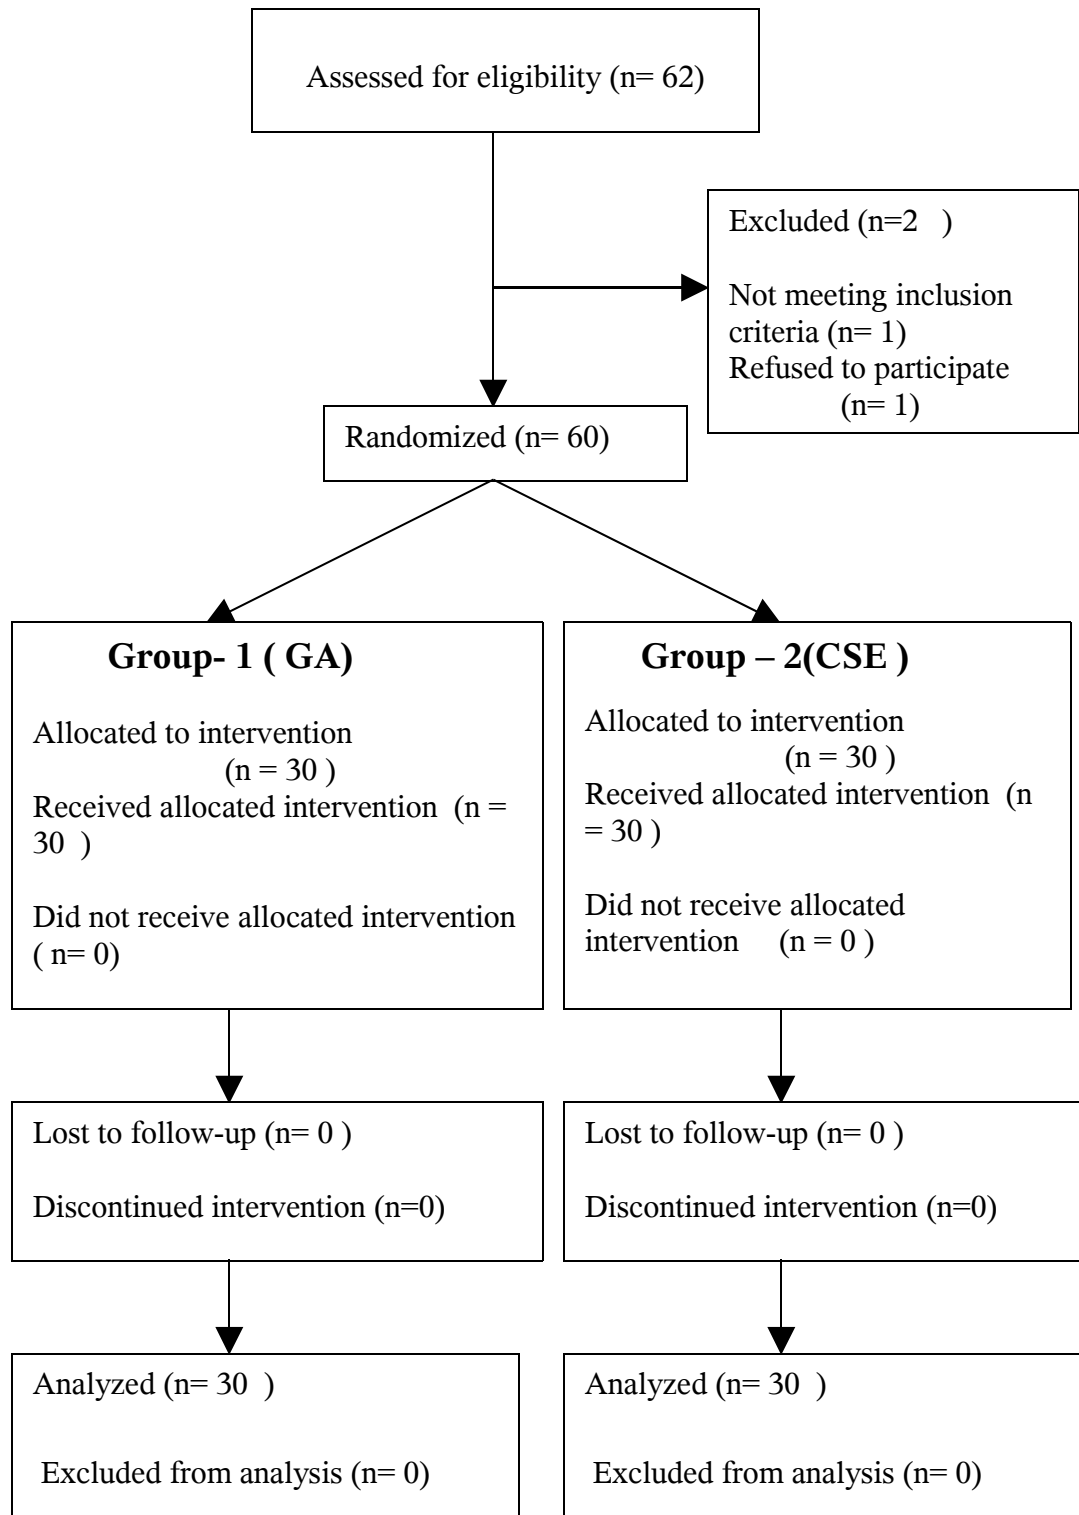 Assessed for eligibility (n= 62)
Excluded (n=2   )
Not meeting inclusion
criteria (n= 1)
Refused to participate
(n= 1)
Randomized (n= 60)
Group- 1 ( GA)
Allocated to intervention
(n = 30 )
Received allocated intervention  (n =
30  )
Did not receive allocated intervention
( n= 0)
Group – 2(CSE )
Allocated to intervention
(n = 30 )
Received allocated intervention  (n
= 30 )
Did not receive allocated
intervention    (n = 0 )
Lost to follow-up (n= 0 )
Discontinued intervention (n=0)
Lost to follow-up (n= 0 )
Discontinued intervention (n=0)
Analyzed (n= 30  )
Excluded from analysis (n= 0)
Analyzed (n= 30  )
Excluded from analysis (n= 0)